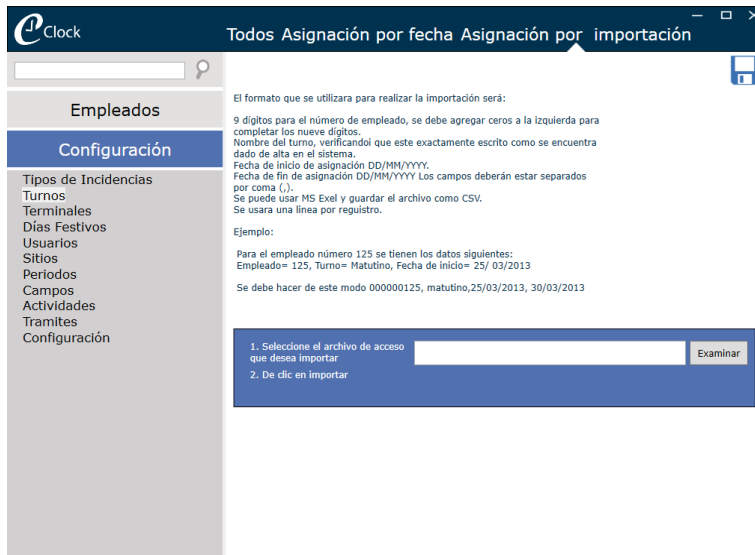 eClock
Todos Asignación por fecha Asignación por importación
Empleados
Configuración
Tipos de Incidencias
Turnos
Terminales
Días Festivos
Usuarios
Sitios
Periodos
Campos
Actividades
Tramites
Configuración
El formato que se utilizara para realizar la importación será:
9 dígitos para el número de empleado, se debe agregar ceros a la izquierda para
completar los nueve dígitos.
Nombre del turno, verificandoi que este exactamente escrito como se encuentra
dado de alta en el sistema.
Fecha de inicio de asignación DD/MM/YYYY.
Fecha de fin de asignación DD/MM/YYYY Los campos deberán estar separados
por coma (,).
Se puede usar MS Exel y guardar el archivo como CSV.
Se usara una linea por reguistro.
Ejemplo:
Para el empleado número 125 se tienen los datos siguientes:
Empleado= 125, Turno= Matutino, Fecha de inicio= 25/ 03/2013
Se debe hacer de este modo 000000125, matutino,25/03/2013, 30/03/2013
1. Seleccione el archivo de acceso
que desea importar
Examinar
2. De clic en importar